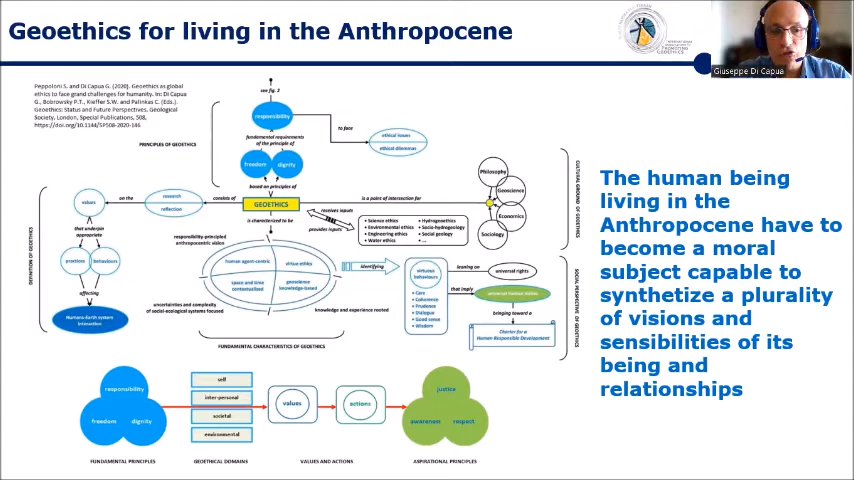 Geoethics for living in the Anthropocene
INTERNATIONAL
ASSOCIATION FOR
PROMOTING
GEOETHICS
Giuseppe Di Capua
Peppoloni S. and Di Capua G. (2020). Geoethics as global
ethics to face grand challenges for humanity. In: Di Capua
G., Bobrowsky P.T., Kieffer S.W. and Palinkas C. (Eds.).
Geoethics: Status and Future Perspectives, Geological
Society, London, Special Publications, 508,
https://doi.org/10.1144/SP508-2020-146
see fig. 2
responsibility
to face
ethical issues
ethical dilemmas
PRINCIPLES OF GEOETHICS
fundamental requirements
of the principle of
freedom
dignity
based on principles of
values
on the
research
reflection
consists of
GEOETHICS
is a point of intersection for
Philosophy
Geoscience
Economics
Sociology
CULTURAL GROUND OF GEOETHICS
receives inputs
provides inputs
• Science ethics
• Environmental ethics
• Engineering ethics
• Water ethics
• Hydrogeoethics
• Socio-hydrogeology
• Social geology
• ...
is characterized to be
that underpin
appropriate
practices
behaviours
affecting
Humans-Earth system
interaction
DEFINITION OF GEOETHICS
responsibility-principled
anthropocentric vision
human agent-centric
virtue ethics
space and time
contextualized
geoscience
knowledge-based
uncertainties and complexity
of social-ecological systems focused
knowledge and experience rooted
FUNDAMENTAL CHARACTERISTICS OF GEOETHICS
identifying
virtuous
behaviours
• Care
• Coherence
• Prudence
• Dialogue
• Good sense
• Wisdom
leaning on
universal rights
that imply
universal human duties
bringing toward a
Charter for a
Human Responsible Development
SOCIAL PERSPECTIVE OF GEOETHICS
The human being
living in the
Anthropocene have to
become a moral
subject capable to
synthetize a plurality
of visions and
sensibilities of its
being and
relationships
responsibility
freedom
dignity
self
inter-personal
societal
environmental
values
actions
justice
awareness
respect
FUNDAMENTAL PRINCIPLES
GEOETHICAL DOMAINS
VALUES AND ACTIONS
ASPIRATIONAL PRINCIPLES